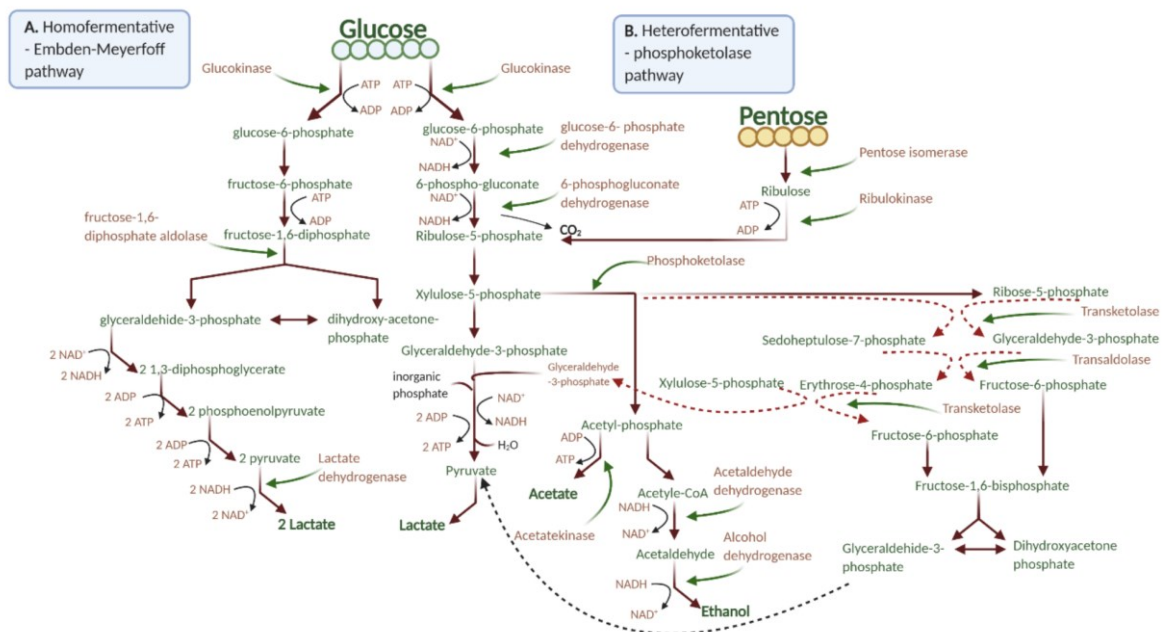 A. Homofermentative
- Embden-Meyerfoff
pathway
Glucose
B. Heterofermentative
- phosphoketolase
pathway
Glucokinase
ATP
ADP
ATP
ADP
Glucokinase
Pentose
glucose-6-phosphate
glucose-6-phosphate
NAD⁺
NADH
glucose-6- phosphate
dehydrogenase
Pentose isomerase
fructose-6-phosphate
ATP
ADP
6-phospho-gluconate
NAD⁺
NADH
6-phosphogluconate
dehydrogenase
Ribulose
ATP
ADP
Ribulokinase
fructose-1,6-
diphosphate aldolase
fructose-1,6-diphosphate
Ribulose-5-phosphate
CO₂
Phosphoketolase
Xylulose-5-phosphate
Ribose-5-phosphate
Transketolase
glyceraldehide-3-phosphate
dihydroxy-acetone-
phosphate
Sedoheptulose-7-phosphate
Glyceraldehyde-3-phosphate
Transaldolase
2 NAD⁺
2 NADH
Glyceraldehyde-3-phosphate
2 1,3-diphosphoglycerate
inorganic
phosphate
Glyceraldehyde
-3-phosphate
Xylulose-5-phosphate
Erythrose-4-phosphate
Fructose-6-phosphate
2 ADP
2 ATP
NAD⁺
NADH
Transketolase
2 phosphoenolpyruvate
2 ADP
2 ATP
H₂O
Acetyl-phosphate
Fructose-6-phosphate
2 ADP
2 ATP
ADP
ATP
2 pyruvate
Lactate
dehydrogenase
Pyruvate
Acetaldehyde
dehydrogenase
Fructose-1,6-bisphosphate
2 NADH
2 NAD⁺
Acetate
Acetyle-CoA
NADH
NAD⁺
2 Lactate
Lactate
Acetatekinase
Alcohol
dehydrogenase
Acetaldehyde
Glyceraldehide-3-
phosphate
Dihydroxyacetone
phosphate
NADH
NAD⁺
Ethanol